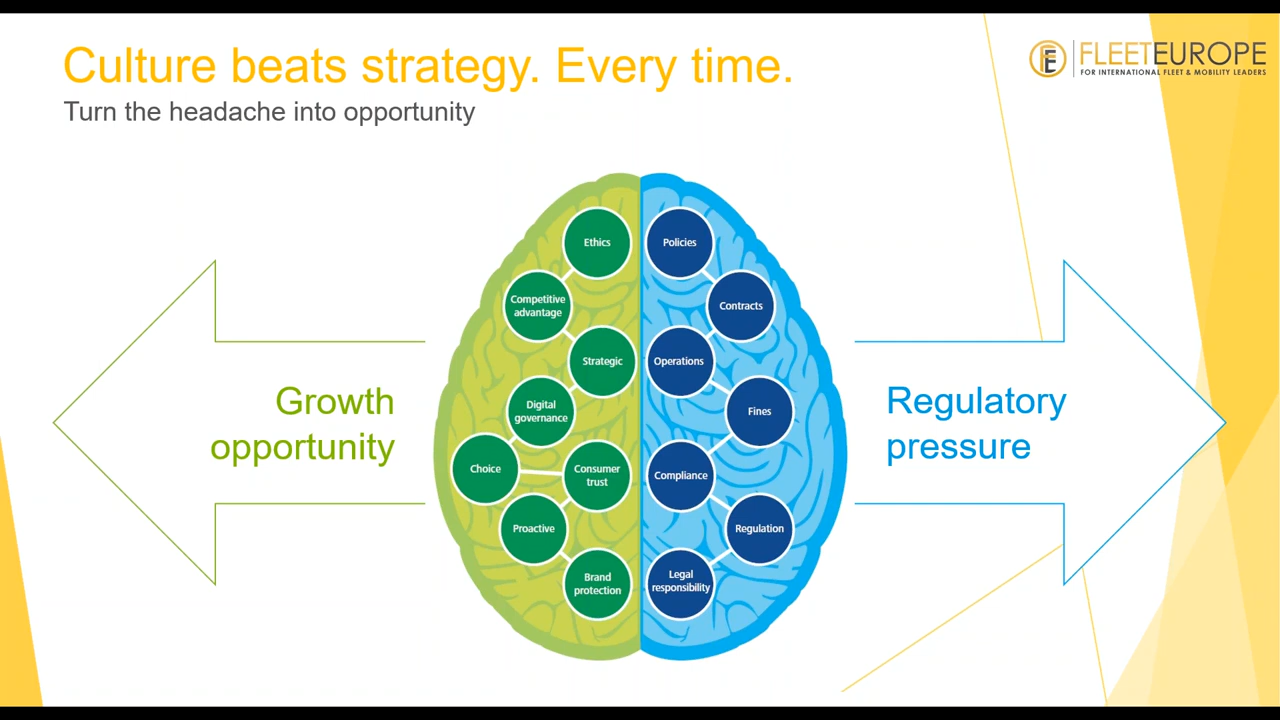 Culture beats strategy. Every time.
Turn the headache into opportunity
FLEETEUROPE
FOR INTERNATIONAL FLEET & MOBILITY LEADERS
Growth
opportunity
Ethics
Competitive
advantage
Strategic
Digital
governance
Choice
Consumer
trust
Proactive
Brand
protection
Policies
Contracts
Operations
Fines
Compliance
Regulation
Legal
responsibility
Regulatory
pressure